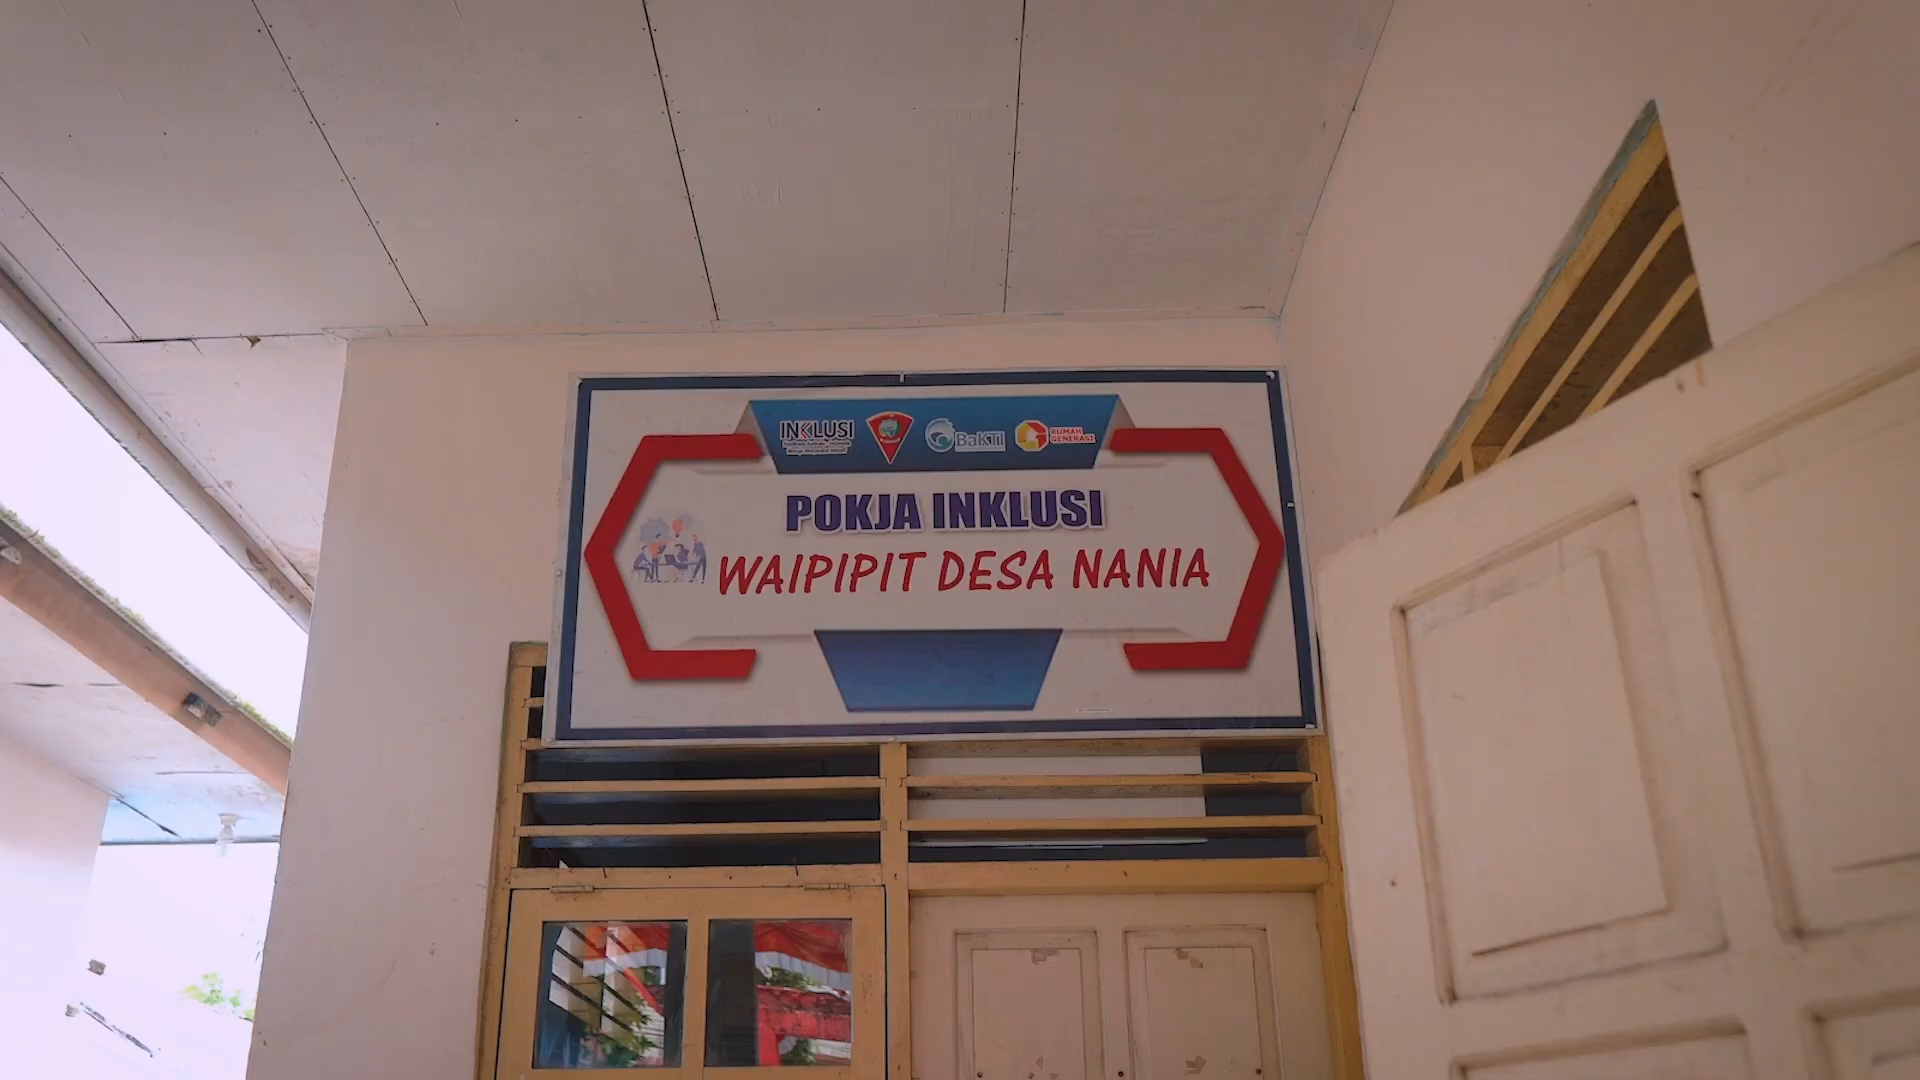 INKLUSI
BaKTI
RUMAH
GENERASI
POKJA INKLUSI
WAIPIPIT DESA NANIA